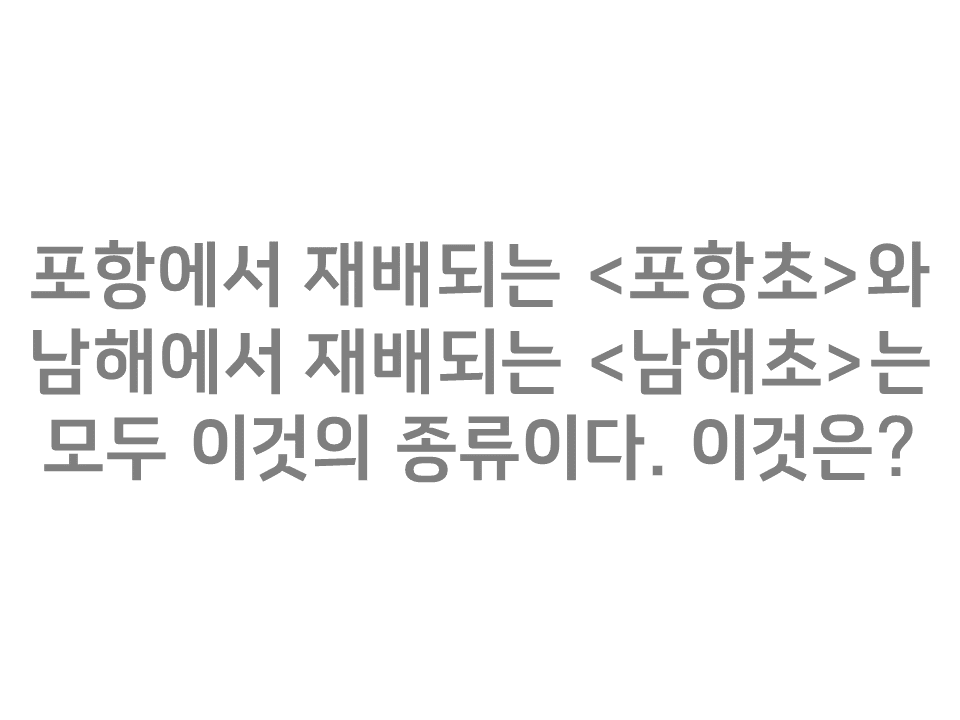 포항에서 재배되는 <포항초>와
남해에서 재배되는 <남해초>는
모두 이것의 종류이다. 이것은?